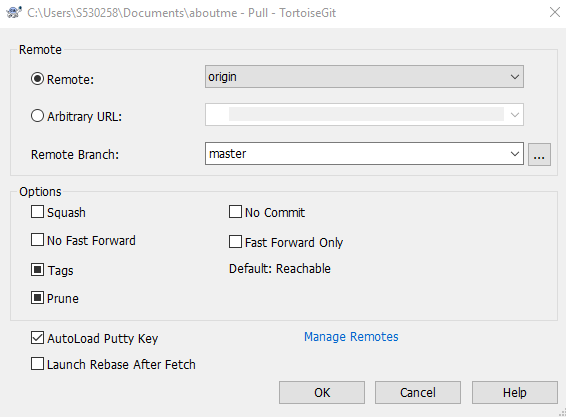 C:\Users\S530258\Documents\aboutme - Pull - TortoiseGit
Remote
Remote:
origin
Arbitrary URL:
Remote Branch:
master
...
Options
Squash
No Commit
No Fast Forward
Fast Forward Only
Tags
Default: Reachable
Prune
AutoLoad Putty Key
Manage Remotes
Launch Rebase After Fetch
OK
Cancel
Help